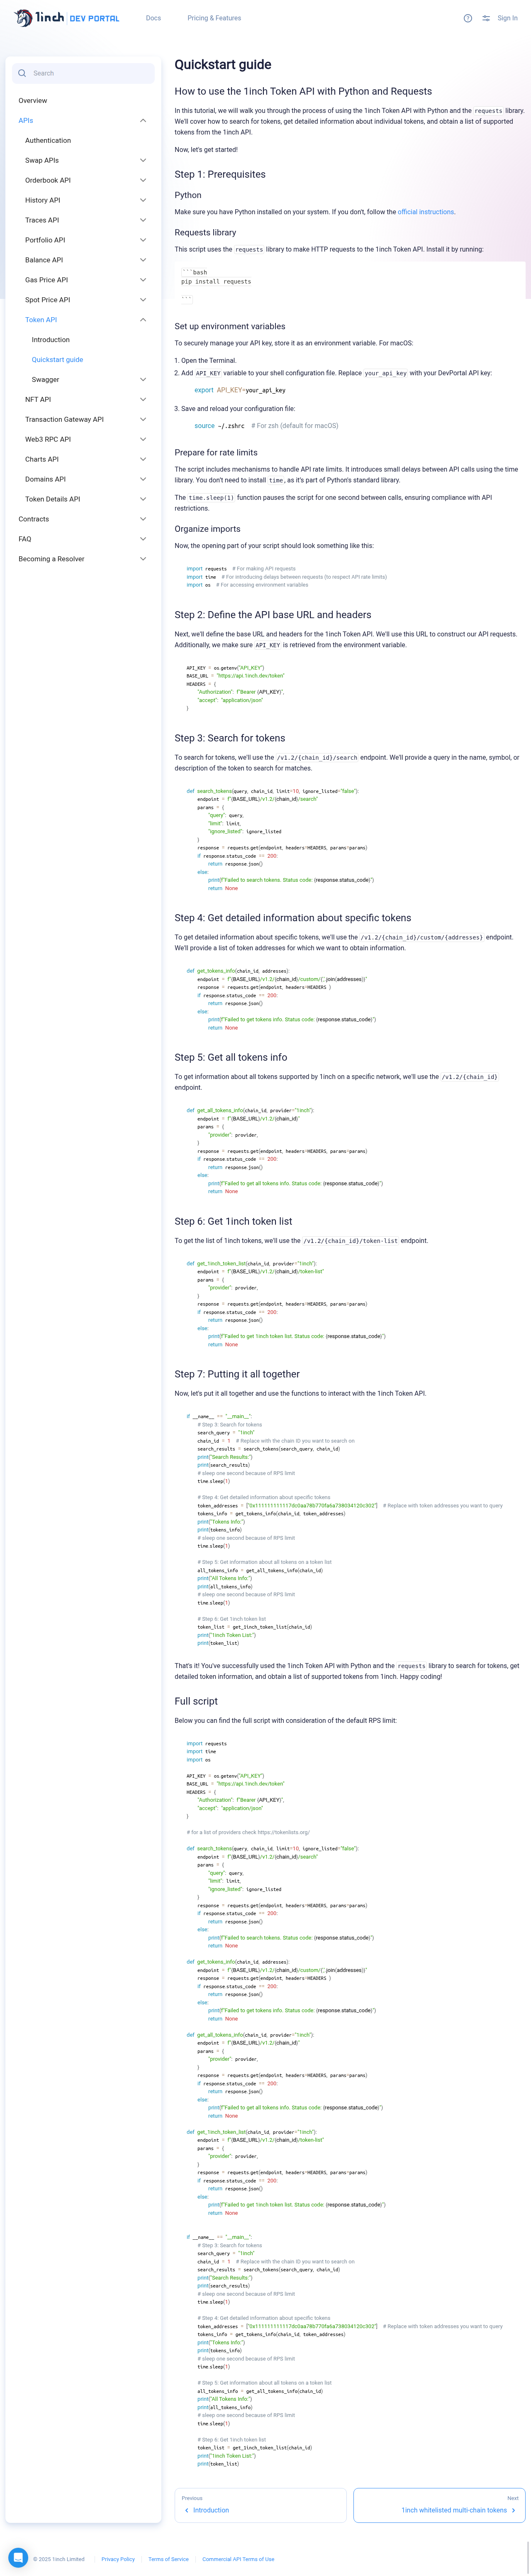 1inch DEV PORTAL
Docs
Pricing & Features
Sign In
Search
Overview
APIs
Authentication
Swap APIs
Orderbook API
History API
Traces API
Portfolio API
Balance API
Gas Price API
Spot Price API
Token API
Introduction
Quickstart guide
Swagger
NFT API
Transaction Gateway API
Web3 RPC API
Charts API
Domains API
Token Details API
Contracts
FAQ
Becoming a Resolver
Quickstart guide
How to use the 1inch Token API with Python and Requests
In this tutorial, we will walk you through the process of using the 1inch Token API with Python and the requests library.
We'll cover how to search for tokens, get detailed information about individual tokens, and obtain a list of supported
tokens from the 1inch API.
Now, let's get started!
Step 1: Prerequisites
Python
Make sure you have Python installed on your system. If you don't, follow the official instructions.
Requests library
This script uses the requests library to make HTTP requests to the 1inch Token API. Install it by running:
```bash
pip install requests
```
Set up environment variables
To securely manage your API key, store it as an environment variable. For macOS:
1. Open the Terminal.
2. Add API_KEY variable to your shell configuration file. Replace your_api_key with your DevPortal API key:
export API_KEY=your_api_key
3. Save and reload your configuration file:
source ~/.zshrc # For zsh (default for macOS)
Prepare for rate limits
The script includes mechanisms to handle API rate limits. It introduces small delays between API calls using the time
library. You don't need to install time, as it's part of Python's standard library.
The time.sleep(1) function pauses the script for one second between calls, ensuring compliance with API
restrictions.
Organize imports
Now, the opening part of your script should look something like this:
import requests # For making API requests
import time # For introducing delays between requests (to respect API rate limits)
import os # For accessing environment variables
Step 2: Define the API base URL and headers
Next, we'll define the base URL and headers for the 1inch Token API. We'll use this URL to construct our API requests.
Additionally, we make sure API_KEY is retrieved from the environment variable.
API_KEY = os.getenv("API_KEY")
BASE_URL = "https://api.1inch.dev/token"
HEADERS = {
"Authorization": f"Bearer {API_KEY}",
"accept": "application/json"
}
Step 3: Search for tokens
To search for tokens, we'll use the /v1.2/{chain_id}/search endpoint. We'll provide a query in the name, symbol, or
description of the token to search for matches.
def search_tokens(query, chain_id, limit=10, ignore_listed="false"):
endpoint = f"{BASE_URL}/v1.2/{chain_id}/search"
params = {
"query": query,
"limit": limit,
"ignore_listed": ignore_listed
}
response = requests.get(endpoint, headers=HEADERS, params=params)
if response.status_code == 200:
return response.json()
else:
print(f"Failed to search tokens. Status code: {response.status_code}")
return None
Step 4: Get detailed information about specific tokens
To get detailed information about specific tokens, we'll use the /v1.2/{chain_id}/custom/{addresses} endpoint.
We'll provide a list of token addresses for which we want to obtain information.
def get_tokens_info(chain_id, addresses):
endpoint = f"{BASE_URL}/v1.2/{chain_id}/custom/{','.join(addresses)}"
response = requests.get(endpoint, headers=HEADERS )
if response.status_code == 200:
return response.json()
else:
print(f"Failed to get tokens info. Status code: {response.status_code}")
return None
Step 5: Get all tokens info
To get information about all tokens supported by 1inch on a specific network, we'll use the /v1.2/{chain_id}
endpoint.
def get_all_tokens_info(chain_id, provider="1inch"):
endpoint = f"{BASE_URL}/v1.2/{chain_id}"
params = {
"provider": provider,
}
response = requests.get(endpoint, headers=HEADERS, params=params)
if response.status_code == 200:
return response.json()
else:
print(f"Failed to get all tokens info. Status code: {response.status_code}")
return None
Step 6: Get 1inch token list
To get the list of 1inch tokens, we'll use the /v1.2/{chain_id}/token-list endpoint.
def get_1inch_token_list(chain_id, provider="1inch"):
endpoint = f"{BASE_URL}/v1.2/{chain_id}/token-list"
params = {
"provider": provider,
}
response = requests.get(endpoint, headers=HEADERS, params=params)
if response.status_code == 200:
return response.json()
else:
print(f"Failed to get 1inch token list. Status code: {response.status_code}")
return None
Step 7: Putting it all together
Now, let's put it all together and use the functions to interact with the 1inch Token API.
if __name__ == "__main__":
# Step 3: Search for tokens
search_query = "1inch"
chain_id = 1 # Replace with the chain ID you want to search on
search_results = search_tokens(search_query, chain_id)
print("Search Results:")
print(search_results)
# sleep one second because of RPS limit
time.sleep(1)
# Step 4: Get detailed information about specific tokens
token_addresses = ["0x111111111117dc0aa78b770fa6a738034120c302"] # Replace with token addresses you want to query
tokens_info = get_tokens_info(chain_id, token_addresses)
print("Tokens Info:")
print(tokens_info)
# sleep one second because of RPS limit
time.sleep(1)
# Step 5: Get information about all tokens on a token list
all_tokens_info = get_all_tokens_info(chain_id)
print("All Tokens Info:")
print(all_tokens_info)
# sleep one second because of RPS limit
time.sleep(1)
# Step 6: Get 1inch token list
token_list = get_1inch_token_list(chain_id)
print("1inch Token List:")
print(token_list)
That's it! You've successfully used the 1inch Token API with Python and the requests library to search for tokens, get
detailed token information, and obtain a list of supported tokens from 1inch. Happy coding!
Full script
Below you can find the full script with consideration of the default RPS limit:
import requests
import time
import os
API_KEY = os.getenv("API_KEY")
BASE_URL = "https://api.1inch.dev/token"
HEADERS = {
"Authorization": f"Bearer {API_KEY}",
"accept": "application/json"
}
# for a list of providers check https://tokenlists.org/
def search_tokens(query, chain_id, limit=10, ignore_listed="false"):
endpoint = f"{BASE_URL}/v1.2/{chain_id}/search"
params = {
"query": query,
"limit": limit,
"ignore_listed": ignore_listed
}
response = requests.get(endpoint, headers=HEADERS, params=params)
if response.status_code == 200:
return response.json()
else:
print(f"Failed to search tokens. Status code: {response.status_code}")
return None
def get_tokens_info(chain_id, addresses):
endpoint = f"{BASE_URL}/v1.2/{chain_id}/custom/{','.join(addresses)}"
response = requests.get(endpoint, headers=HEADERS )
if response.status_code == 200:
return response.json()
else:
print(f"Failed to get tokens info. Status code: {response.status_code}")
return None
def get_all_tokens_info(chain_id, provider="1inch"):
endpoint = f"{BASE_URL}/v1.2/{chain_id}"
params = {
"provider": provider,
}
response = requests.get(endpoint, headers=HEADERS, params=params)
if response.status_code == 200:
return response.json()
else:
print(f"Failed to get all tokens info. Status code: {response.status_code}")
return None
def get_1inch_token_list(chain_id, provider="1inch"):
endpoint = f"{BASE_URL}/v1.2/{chain_id}/token-list"
params = {
"provider": provider,
}
response = requests.get(endpoint, headers=HEADERS, params=params)
if response.status_code == 200:
return response.json()
else:
print(f"Failed to get 1inch token list. Status code: {response.status_code}")
return None
if __name__ == "__main__":
# Step 3: Search for tokens
search_query = "1inch"
chain_id = 1 # Replace with the chain ID you want to search on
search_results = search_tokens(search_query, chain_id)
print("Search Results:")
print(search_results)
# sleep one second because of RPS limit
time.sleep(1)
# Step 4: Get detailed information about specific tokens
token_addresses = ["0x111111111117dc0aa78b770fa6a738034120c302"] # Replace with token addresses you want to query
tokens_info = get_tokens_info(chain_id, token_addresses)
print("Tokens Info:")
print(tokens_info)
# sleep one second because of RPS limit
time.sleep(1)
# Step 5: Get information about all tokens on a token list
all_tokens_info = get_all_tokens_info(chain_id)
print("All Tokens Info:")
print(all_tokens_info)
# sleep one second because of RPS limit
time.sleep(1)
# Step 6: Get 1inch token list
token_list = get_1inch_token_list(chain_id)
print("1inch Token List:")
print(token_list)
Previous
Introduction
Next
1inch whitelisted multi-chain tokens
© 2025 1inch Limited
Privacy Policy
Terms of Service
Commercial API Terms of Use